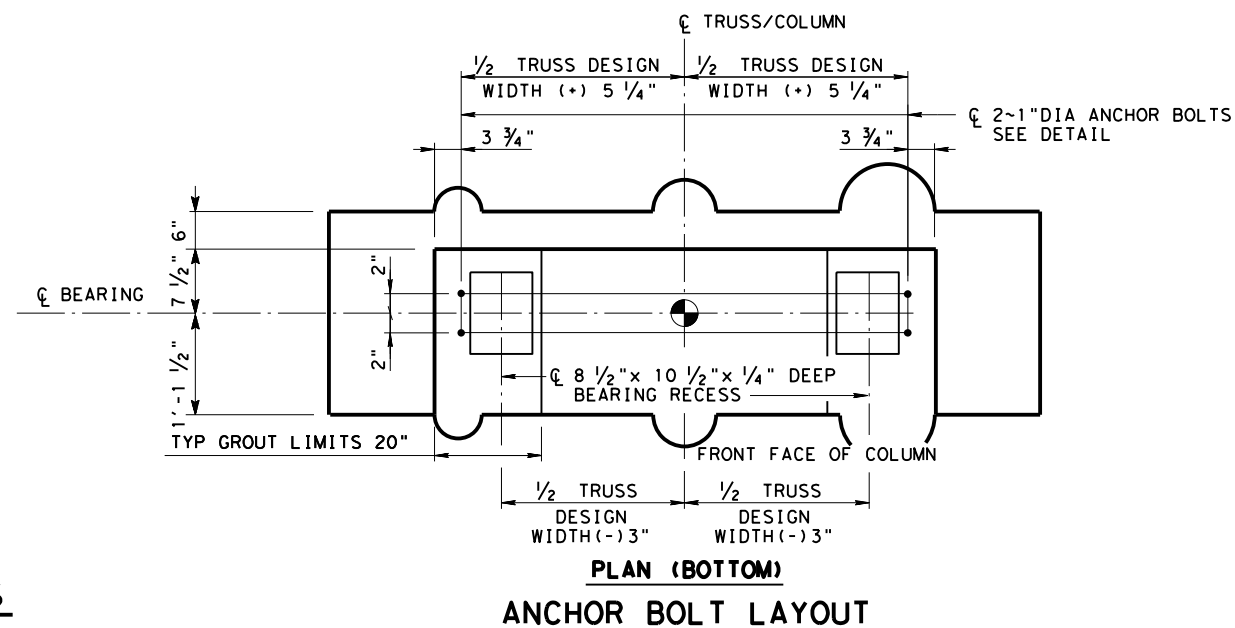 ℄ TRUSS/COLUMN
1/2 TRUSS DESIGN
WIDTH (+) 5 1/4"
1/2 TRUSS DESIGN
WIDTH (+) 5 1/4"
℄ 2~1"DIA ANCHOR BOLTS
SEE DETAIL
3 3/4"
3 3/4"
6"
7 1/2"
1'-1 1/2"
2"
2"
℄ BEARING
℄ 8 1/2"x 10 1/2"x 1/4" DEEP
BEARING RECESS
TYP GROUT LIMITS 20"
FRONT FACE OF COLUMN
1/2 TRUSS
DESIGN
WIDTH(-)3"
1/2 TRUSS
DESIGN
WIDTH(-)3"
PLAN (BOTTOM)
ANCHOR BOLT LAYOUT